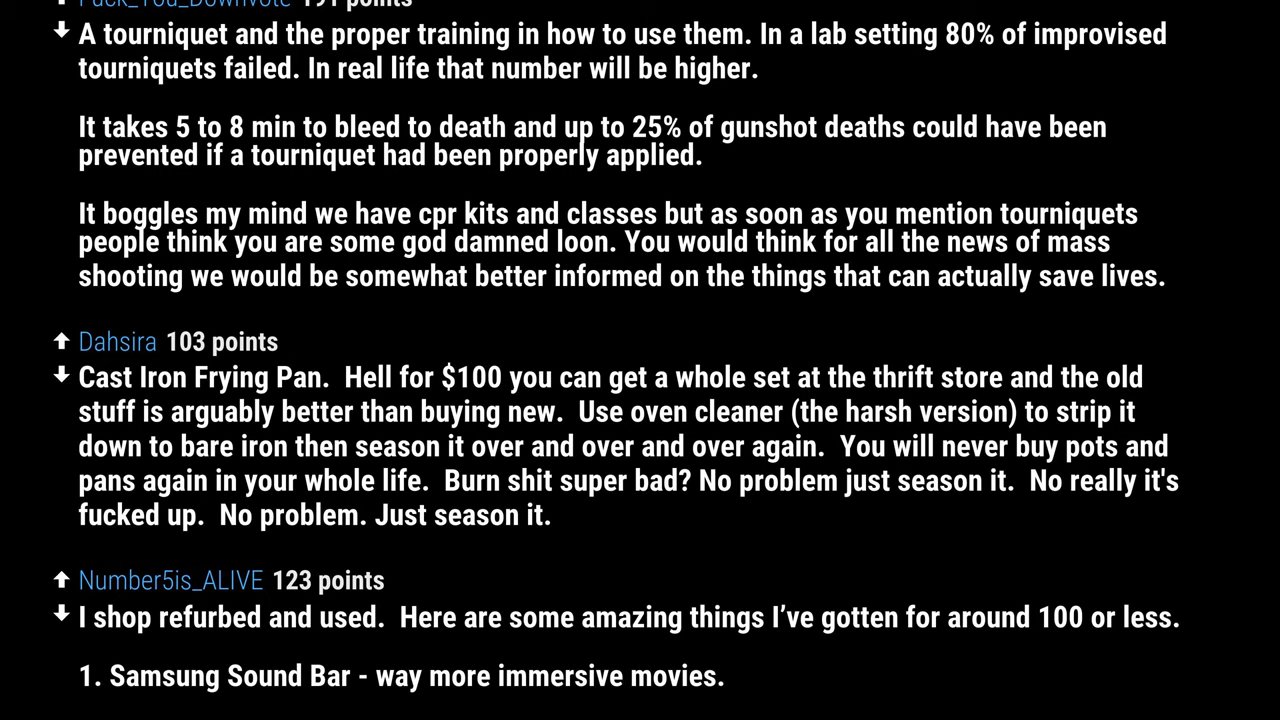 Fuck_You_Downvote 191 points
A tourniquet and the proper training in how to use them. In a lab setting 80% of improvised
tourniquets failed. In real life that number will be higher.
It takes 5 to 8 min to bleed to death and up to 25% of gunshot deaths could have been
prevented if a tourniquet had been properly applied.
It boggles my mind we have cpr kits and classes but as soon as you mention tourniquets
people think you are some god damned loon. You would think for all the news of mass
shooting we would be somewhat better informed on the things that can actually save lives.
Dahsira 103 points
Cast Iron Frying Pan. Hell for $100 you can get a whole set at the thrift store and the old
stuff is arguably better than buying new. Use oven cleaner (the harsh version) to strip it
down to bare iron then season it over and over and over again. You will never buy pots and
pans again in your whole life. Burn shit super bad? No problem just season it. No really it's
fucked up. No problem. Just season it.
Number5is_ALIVE 123 points
I shop refurbed and used. Here are some amazing things I’ve gotten for around 100 or less.
1. Samsung Sound Bar - way more immersive movies.